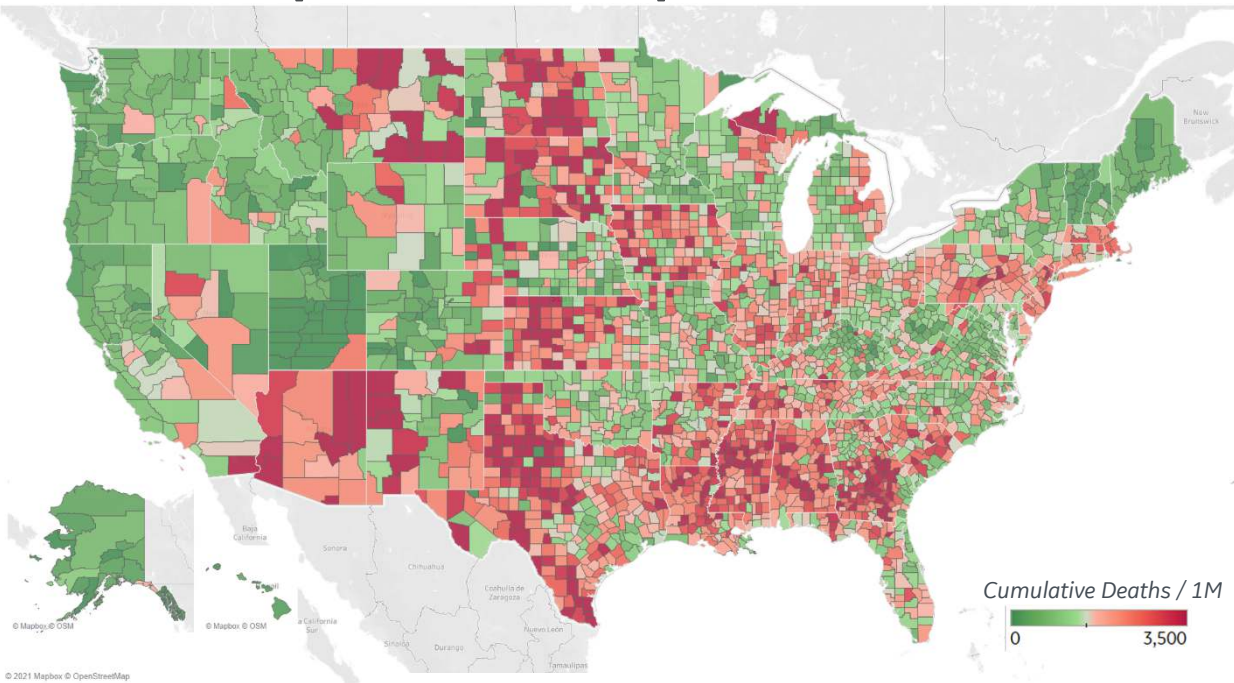 New
Brunswick
Baja
California
Sonora
Chihuahua
Coahuila de
Zaragoza
Nuevo León
Sinaloa
Durango
Tamaulipas
a California
Sur
Cumulative Deaths / 1M
0
3,500
© Mapbox © OSM
© Mapbox © OSM
© 2021 Mapbox © OpenStreetMap